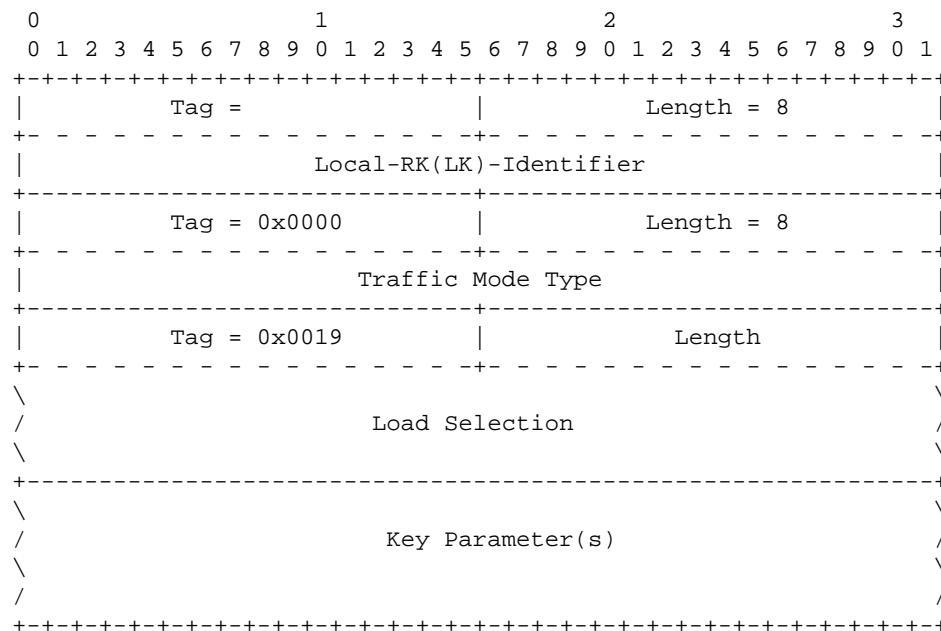 0                   1                   2                   3
 0 1 2 3 4 5 6 7 8 9 0 1 2 3 4 5 6 7 8 9 0 1 2 3 4 5 6 7 8 9 0 1
+-+-+-+-+-+-+-+-+-+-+-+-+-+-+-+-+-+-+-+-+-+-+-+-+-+-+-+-+-+-+-+-+
|          Tag =                |           Length = 8          |
+- - - - - - - - - - - - - - - -+- - - - - - - - - - - - - - - -+
|                    Local-RK(LK)-Identifier                    |
+-------------------------------+-------------------------------+
|          Tag = 0x0000         |           Length = 8          |
+- - - - - - - - - - - - - - - -+- - - - - - - - - - - - - - - -+
|                       Traffic Mode Type                       |
+-------------------------------+-------------------------------+
|          Tag = 0x0019         |             Length            |
+- - - - - - - - - - - - - - - -+- - - - - - - - - - - - - - - -+
\                                                               \
/                        Load Selection                         /
\                                                               \
+---------------------------------------------------------------+
\                                                               \
/                         Key Parameter(s)                      /
\                                                               \
/                                                               /
+-+-+-+-+-+-+-+-+-+-+-+-+-+-+-+-+-+-+-+-+-+-+-+-+-+-+-+-+-+-+-+-+